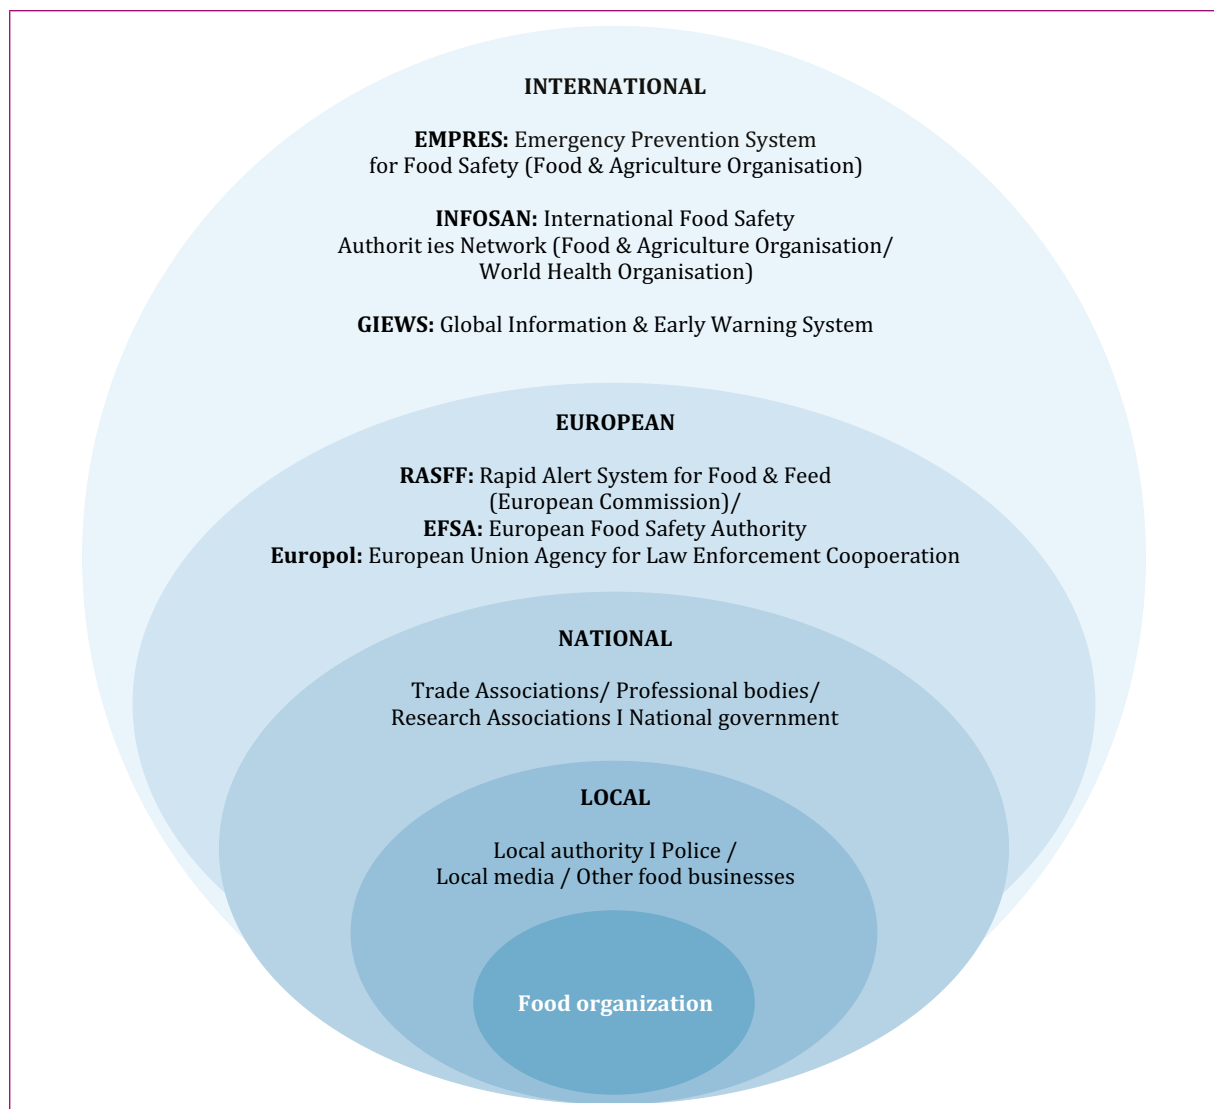 INTERNATIONAL
EMPRES: Emergency Prevention System
for Food Safety (Food & Agriculture Organisation)
INFOSAN: International Food Safety
Authorit ies Network (Food & Agriculture Organisation/
World Health Organisation)
GIEWS: Global Information & Early Warning System
EUROPEAN
RASFF: Rapid Alert System for Food & Feed
(European Commission)/
EFSA: European Food Safety Authority
Europol: European Union Agency for Law Enforcement Coopoeration
NATIONAL
Trade Associations/ Professional bodies/
Research Associations I National government
LOCAL
Local authority I Police /
Local media / Other food businesses
Food organization